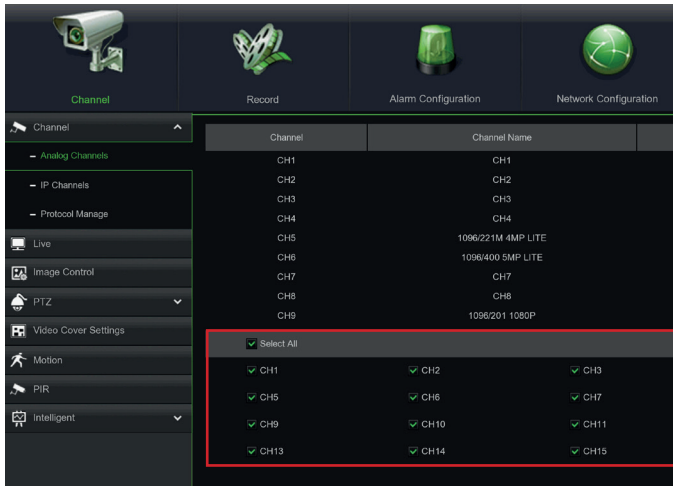 Channel Record Alarm Configuration Network Configuration
Channel
Analog Channels
IP Channels
Protocol Manage
Live
Image Control
PTZ
Video Cover Settings
Motion
PIR
Intelligent
Channel Channel Name
CH1 CH1
CH2 CH2
CH3 CH3
CH4 CH4
CH5 1096/221M 4MP LITE
CH6 1096/400 5MP LITE
CH7 CH7
CH8 CH8
CH9 1096/201 1080P
Select All
CH1 CH2 CH3
CH5 CH6 CH7
CH9 CH10 CH11
CH13 CH14 CH15